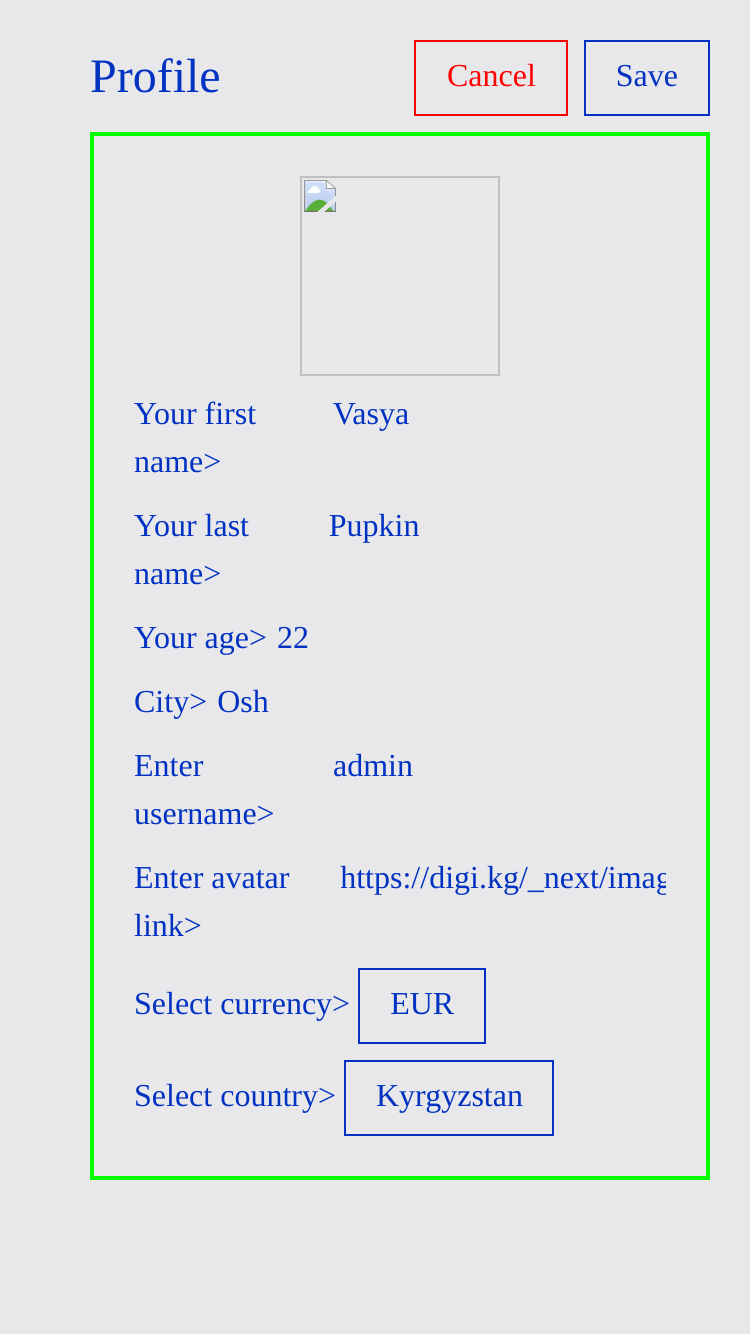 Profile
Cancel
Save
Your first
name>
Vasya
Your last
name>
Pupkin
Your age> 22
City> Osh
Enter
username>
admin
Enter avatar
link>
https://digi.kg/_next/imag
Select currency> EUR
Select country> Kyrgyzstan